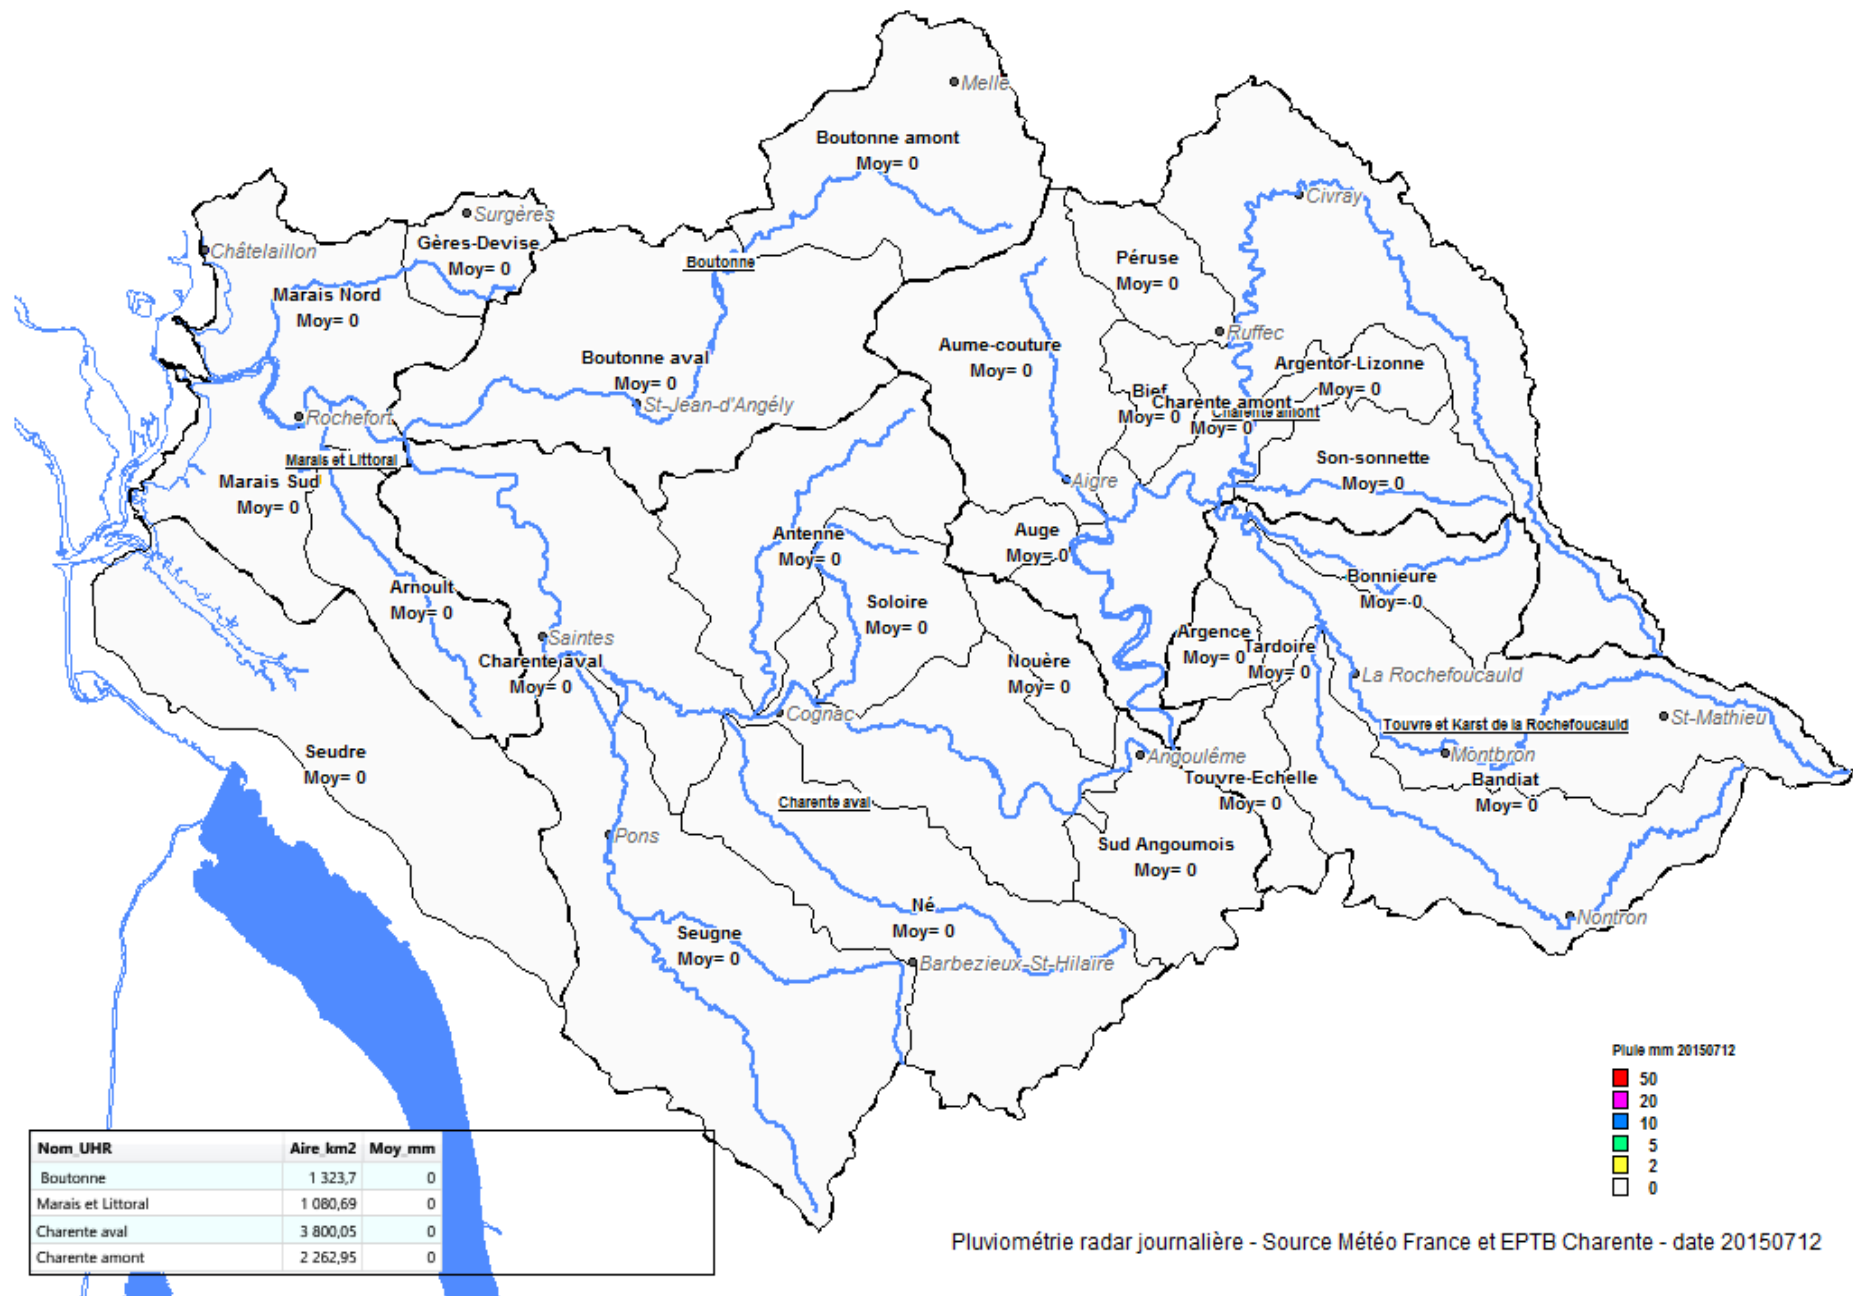 Melle
Boutonne amont
Moy= 0
Civray
Surgères
Châtelaillon
Gères-Devise
Moy= 0
Boutonne
Péruse
Moy= 0
Marais Nord
Moy= 0
Ruffec
Aume-couture
Moy= 0
Boutonne aval
Moy= 0
Argentor-Lizonne
Moy= 0
Bief
Moy= 0
Charente amont
Moy= 0
Charente amont
St-Jean-d'Angély
Rochefort
Marais et Littoral
Marais Sud
Moy= 0
Son-sonnette
Moy= 0
Aigre
Antenne
Moy= 0
Auge
Moy= 0
Arnoult
Moy= 0
Bonnieure
Moy= 0
Soloire
Moy= 0
Saintes
Argence
Moy= 0
Tardoire
Moy= 0
Charente aval
Moy= 0
Nouère
Moy= 0
La Rochefoucauld
Cognac
St-Mathieu
Touvre et Karst de la Rochefoucauld
Seudre
Moy= 0
Angoulême
Montbron
Touvre-Echelle
Moy= 0
Bandiat
Moy= 0
Charente aval
Pons
Sud Angoumois
Moy= 0
Né
Moy= 0
Nontron
Seugne
Moy= 0
Barbezieux-St-Hilaire
Pluie mm 20150712
50
20
10
5
2
0
Nom_UHR Aire_km2 Moy_mm
Boutonne 1 323,7 0
Marais et Littoral 1 080,69 0
Charente aval 3 800,05 0
Charente amont 2 262,95 0
Pluviométrie radar journalière - Source Météo France et EPTB Charente - date 20150712